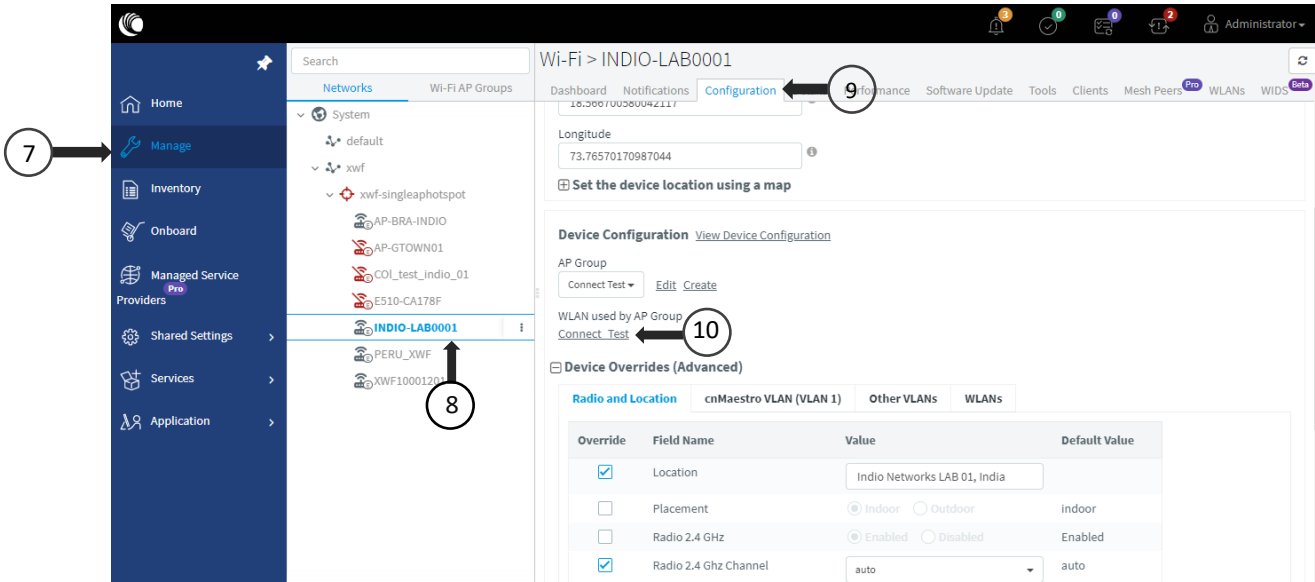 3
0
0
2
Administrator
Search
Wi-Fi > INDIO-LAB0001
Networks
Wi-Fi AP Groups
Dashboard Notifications Configuration 9 Performance Software Update Tools Clients Mesh Peers Pro WLANs WIDS Beta
Home
7
Manage
Inventory
Onboard
Managed Service
Providers Pro
Shared Settings
Services
Application
System
default
xwf
xwf-singleaphotspot
AP-BRA-INDIO
AP-GTOWN01
COl_test_indio_01
E510-CA178F
INDIO-LAB0001
PERU_XWF
XWF10001201
8
18.566700580042117
Longitude
73.76570170987044
Set the device location using a map
Device Configuration View Device Configuration
AP Group
Connect Test Edit Create
WLAN used by AP Group
Connect_Test
10
Device Overrides (Advanced)
Radio and Location cnMaestro VLAN (VLAN 1) Other VLANs WLANs
Override Field Name Value Default Value
Location Indio Networks LAB 01, India
Placement Indoor Outdoor indoor
Radio 2.4 GHz Enabled Disabled Enabled
Radio 2.4 Ghz Channel auto auto